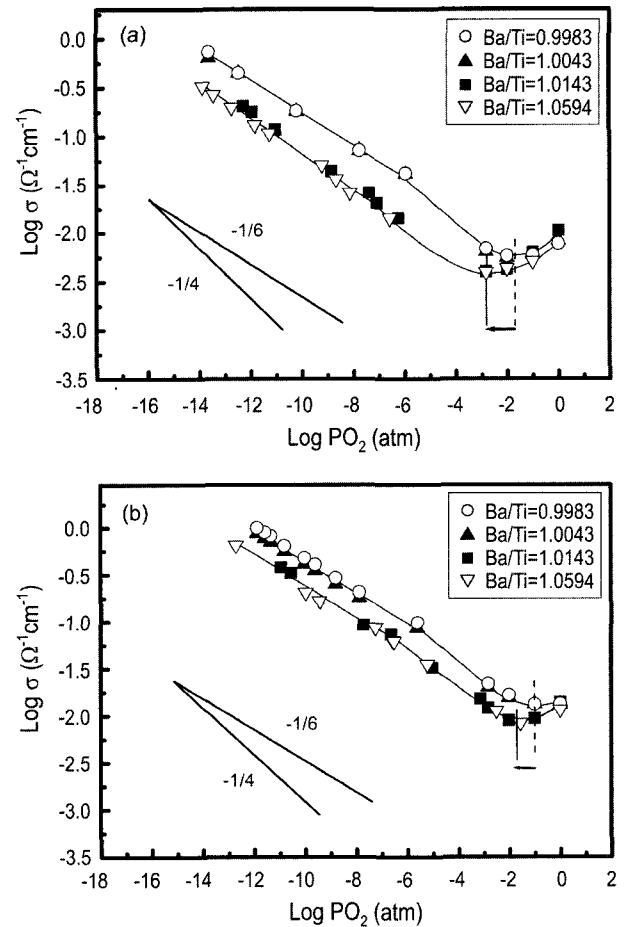 (a)
Ba/Ti=0.9983
Ba/Ti=1.0043
Ba/Ti=1.0143
Ba/Ti=1.0594
0.0
-0.5
-1.0
-1.5
-2.0
-2.5
-3.0
-3.5
Log σ (Ω⁻¹cm⁻¹)
-1/6
-1/4
-18 -16 -14 -12 -10 -8 -6 -4 -2 0 2
Log PO₂ (atm)
(b)
Ba/Ti=0.9983
Ba/Ti=1.0043
Ba/Ti=1.0143
Ba/Ti=1.0594
0.0
-0.5
-1.0
-1.5
-2.0
-2.5
-3.0
-3.5
Log σ (Ω⁻¹cm⁻¹)
-1/6
-1/4
-18 -16 -14 -12 -10 -8 -6 -4 -2 0 2
Log PO₂ (atm)